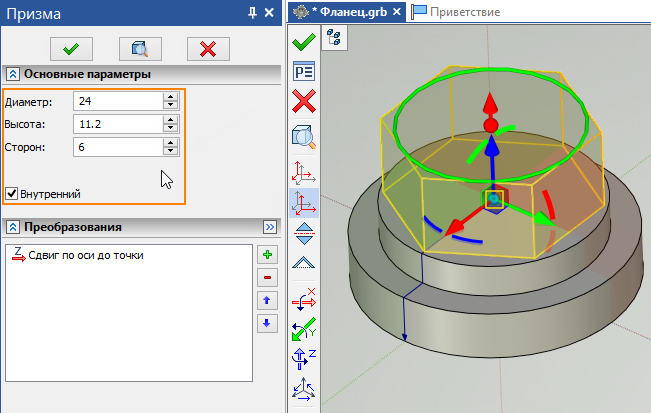 Призма
Основные параметры
Диаметр: 24
Высота: 11.2
Сторон: 6
Внутренний
Преобразования
Z Сдвиг по оси до точки
* Фланец.grb
Приветствие
X
Y
Z